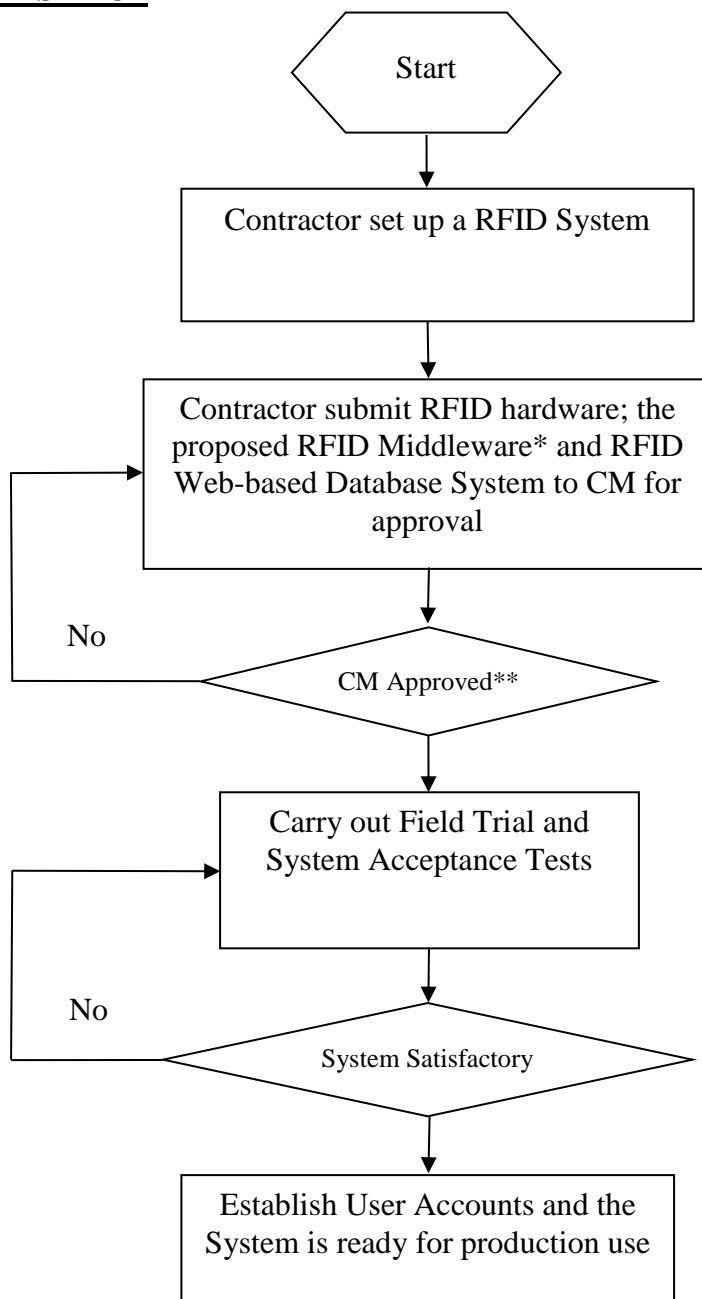 Start
Contractor set up a RFID System
Contractor submit RFID hardware; the
proposed RFID Middleware* and RFID
Web-based Database System to CM for
approval
No
CM Approved**
Carry out Field Trial and
System Acceptance Tests
No
System Satisfactory
Establish User Accounts and the
System is ready for production use